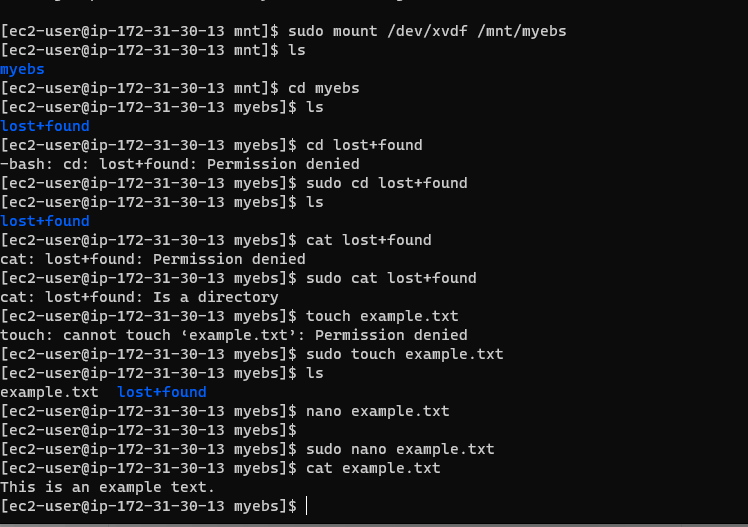 [ec2-user@ip-172-31-30-13 mnt]$ sudo mount /dev/xvdf /mnt/myebs
[ec2-user@ip-172-31-30-13 mnt]$ ls
myebs
[ec2-user@ip-172-31-30-13 mnt]$ cd myebs
[ec2-user@ip-172-31-30-13 myebs]$ ls
lost+found
[ec2-user@ip-172-31-30-13 myebs]$ cd lost+found
-bash: cd: lost+found: Permission denied
[ec2-user@ip-172-31-30-13 myebs]$ sudo cd lost+found
[ec2-user@ip-172-31-30-13 myebs]$ ls
lost+found
[ec2-user@ip-172-31-30-13 myebs]$ cat lost+found
cat: lost+found: Permission denied
[ec2-user@ip-172-31-30-13 myebs]$ sudo cat lost+found
cat: lost+found: Is a directory
[ec2-user@ip-172-31-30-13 myebs]$ touch example.txt
touch: cannot touch ‘example.txt’: Permission denied
[ec2-user@ip-172-31-30-13 myebs]$ sudo touch example.txt
[ec2-user@ip-172-31-30-13 myebs]$ ls
example.txt  lost+found
[ec2-user@ip-172-31-30-13 myebs]$ nano example.txt
[ec2-user@ip-172-31-30-13 myebs]$
[ec2-user@ip-172-31-30-13 myebs]$ sudo nano example.txt
[ec2-user@ip-172-31-30-13 myebs]$ cat example.txt
This is an example text.
[ec2-user@ip-172-31-30-13 myebs]$